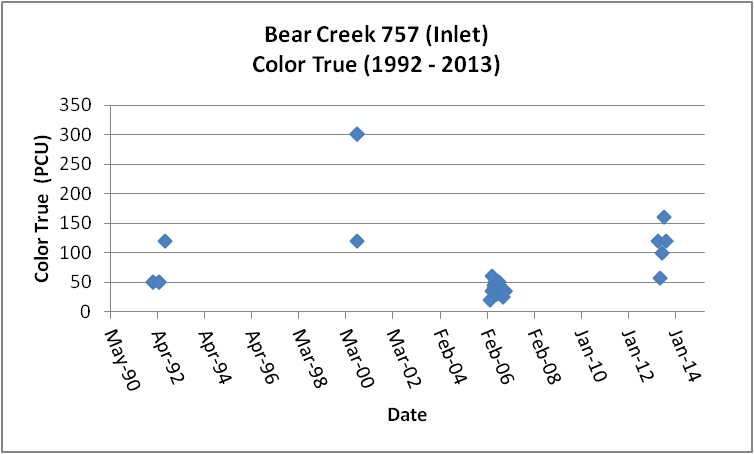 Bear Creek 757 (Inlet)
Color True (1992 - 2013)
Color True (PCU)
350
300
250
200
150
100
50
0
May-90
Apr-92
Apr-94
Apr-96
Mar-98
Mar-00
Mar-02
Feb-04
Feb-06
Feb-08
Jan-10
Jan-12
Jan-14
Date